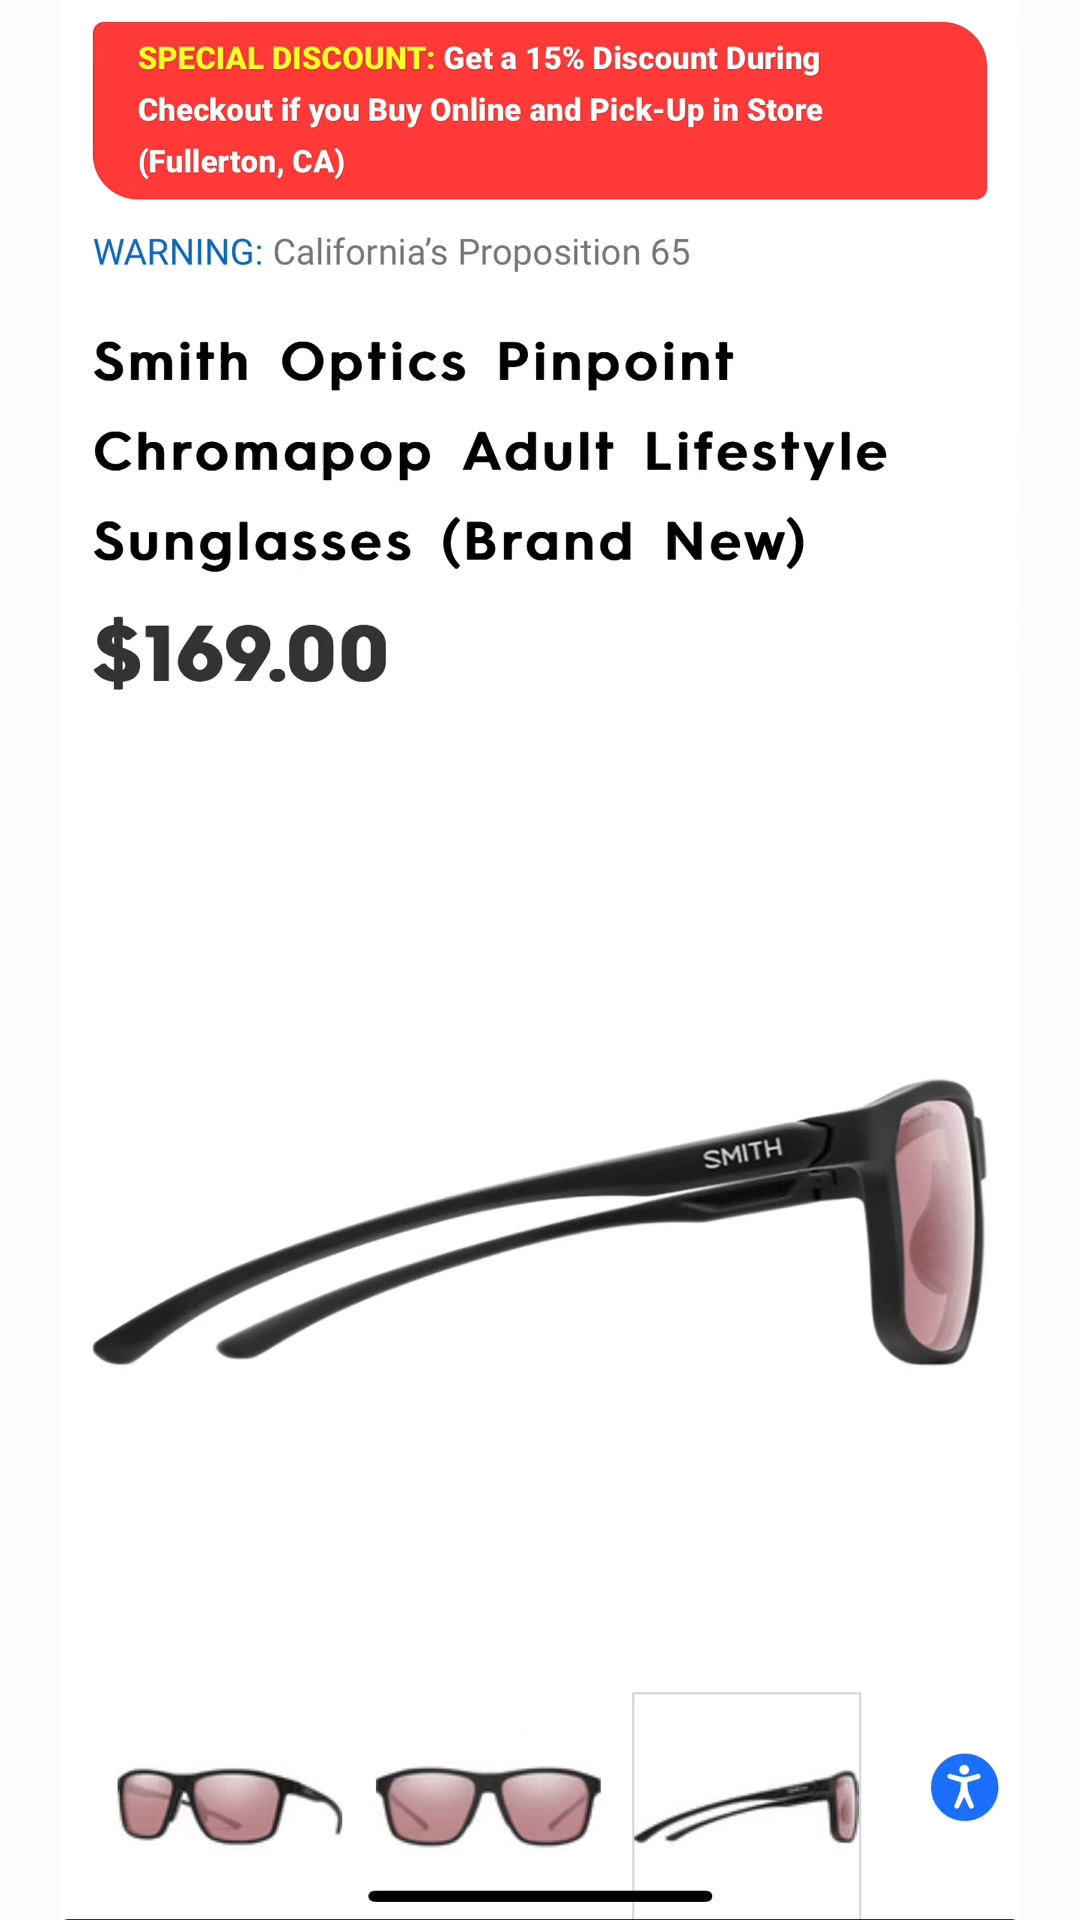 SPECIAL DISCOUNT: Get a 15% Discount During
Checkout if you Buy Online and Pick-Up in Store
(Fullerton, CA)
WARNING: California’s Proposition 65
Smith Optics Pinpoint
Chromapop Adult Lifestyle
Sunglasses (Brand New)
$169.00
SMITH